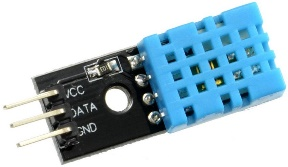 VCC
DATA
GND